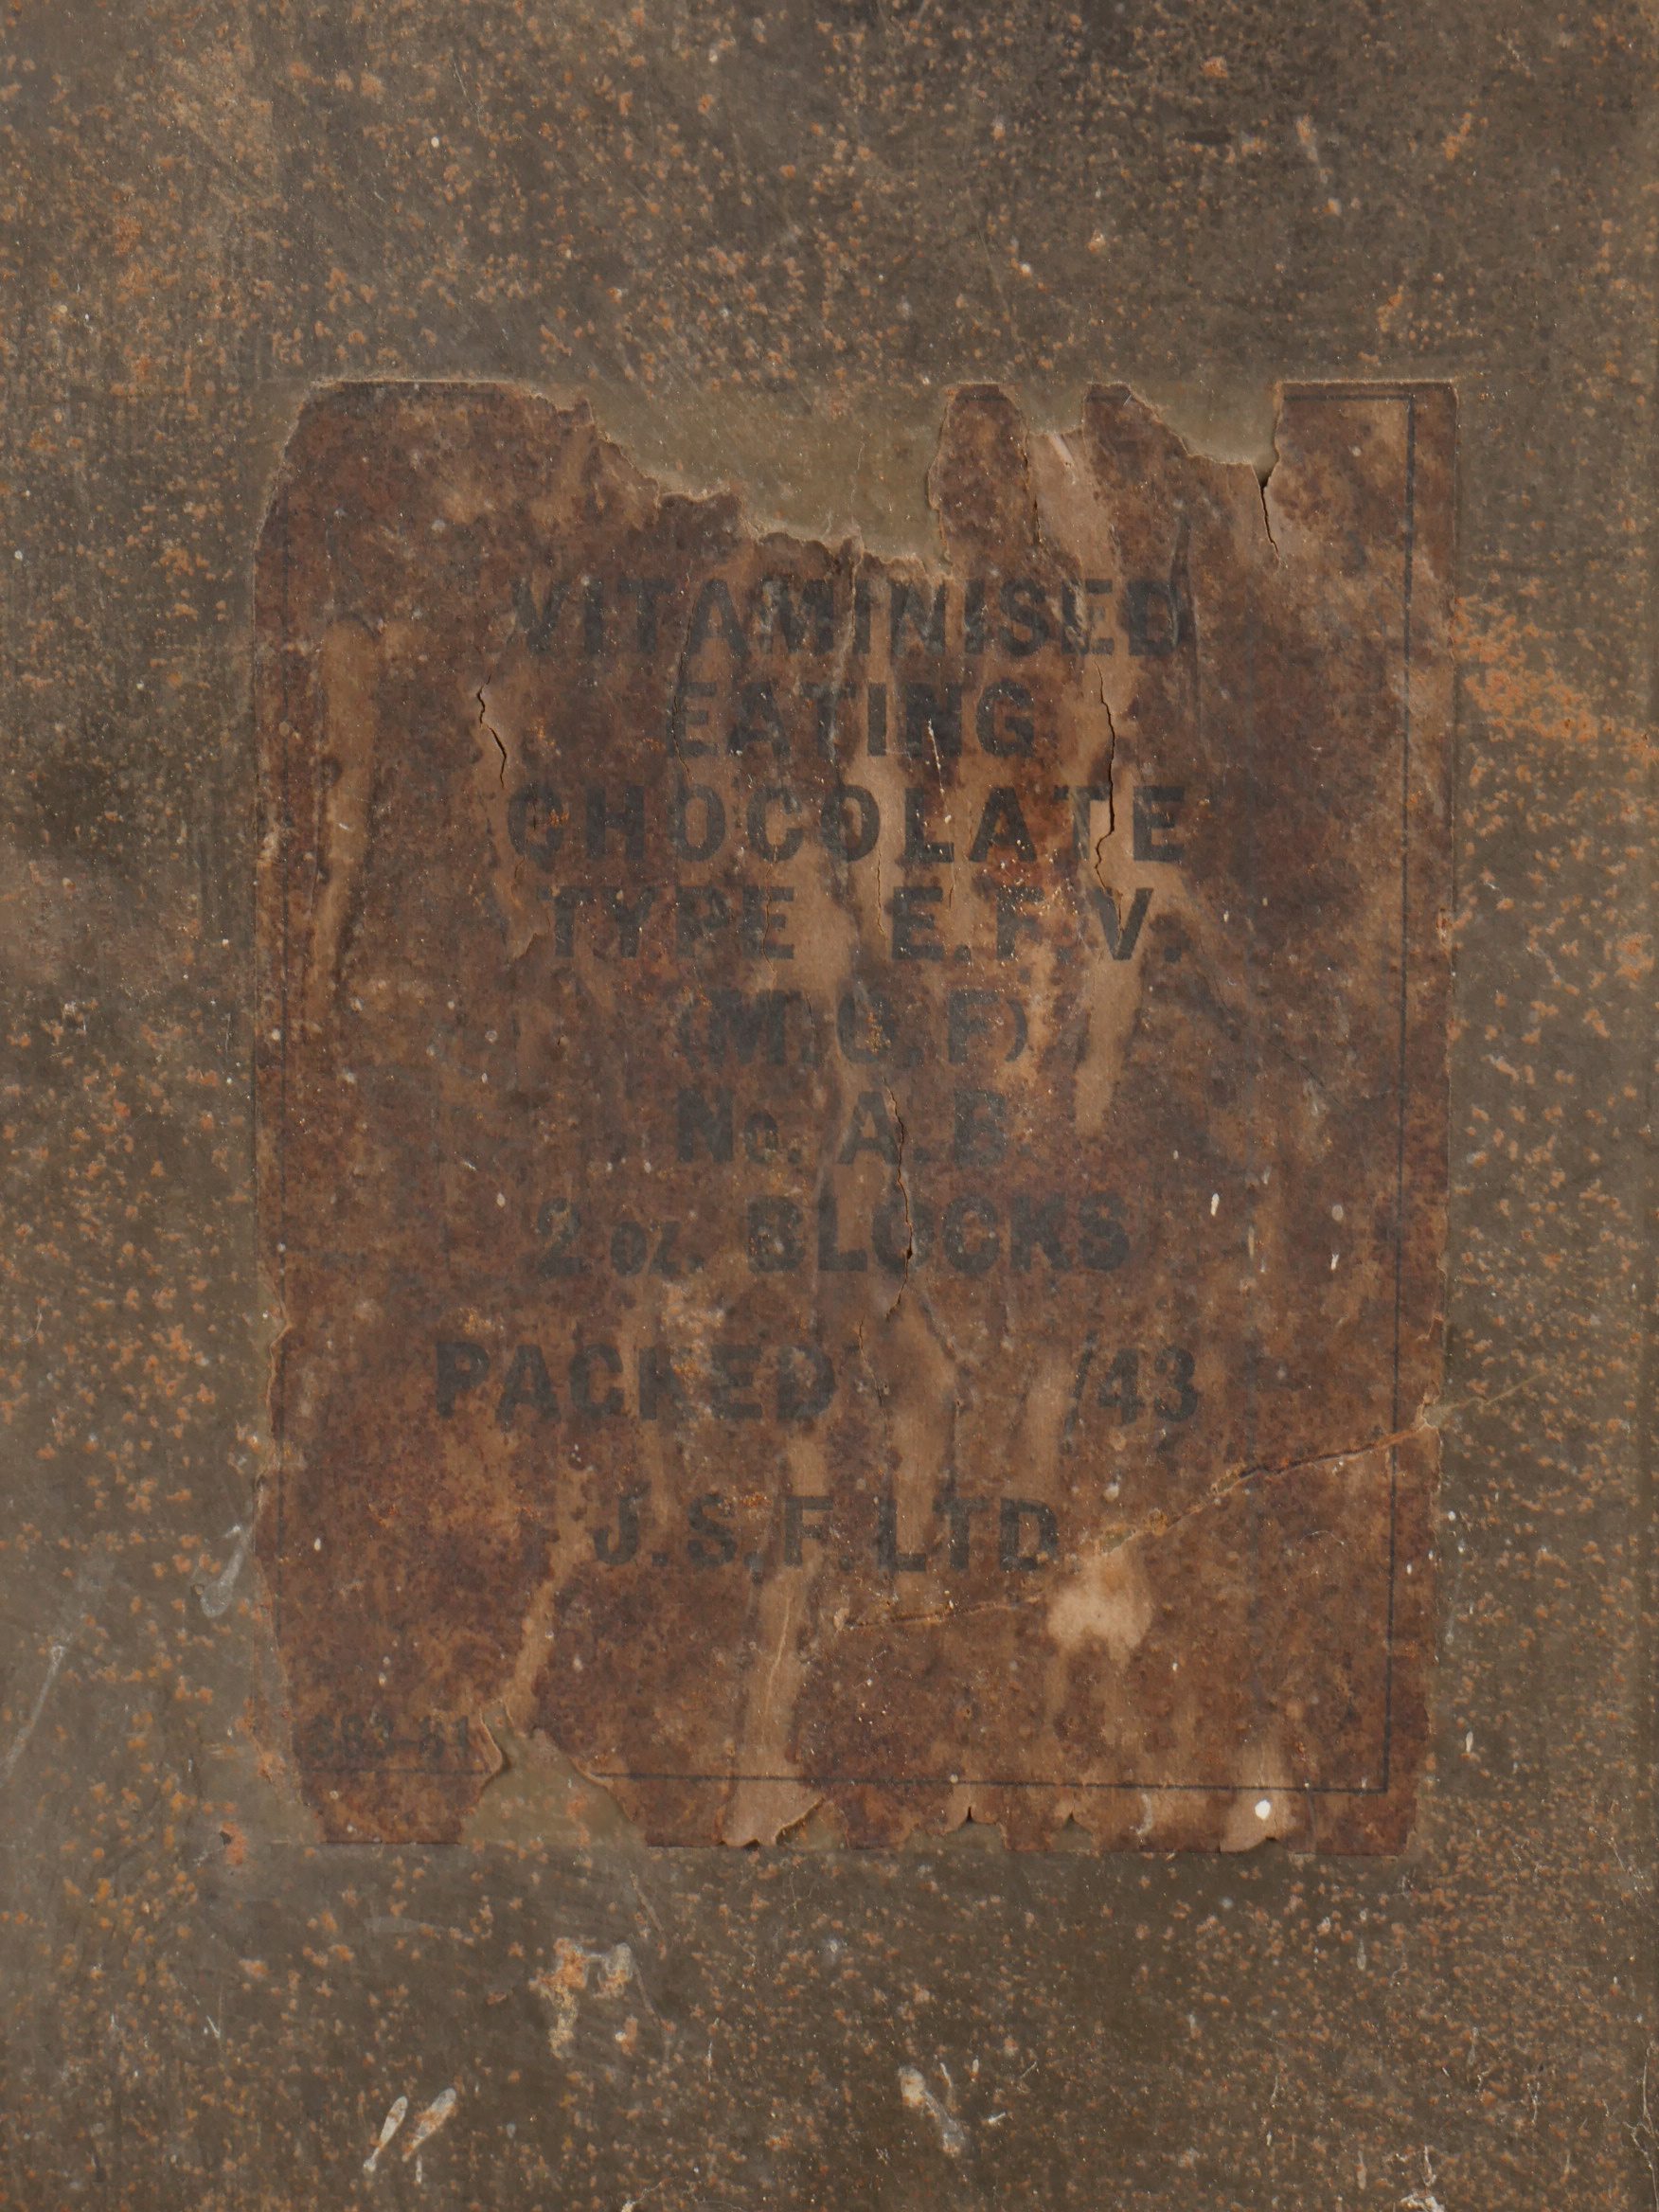 VITAMINISED
EATING
CHOCOLATE
TYPE E.F.V.
(M.O.F)
No. A.B.
2 oz. BLOCKS
PACKED /43
J.S.F. LTD